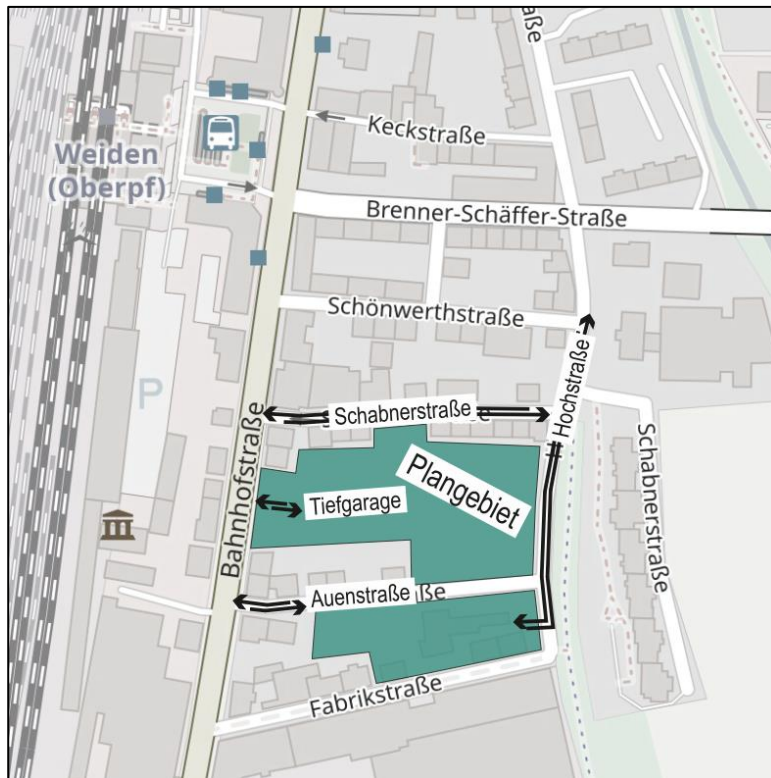 Keckstraße
Weiden
(Oberpf)
Brenner-Schäffer-Straße
Schönwerthstraße
Hochstraße
Schabnerstraße
Schabnerstraße
Plangebiet
Tiefgarage
Bahnhofstraße
P
Auenstraße
Fabrikstraße